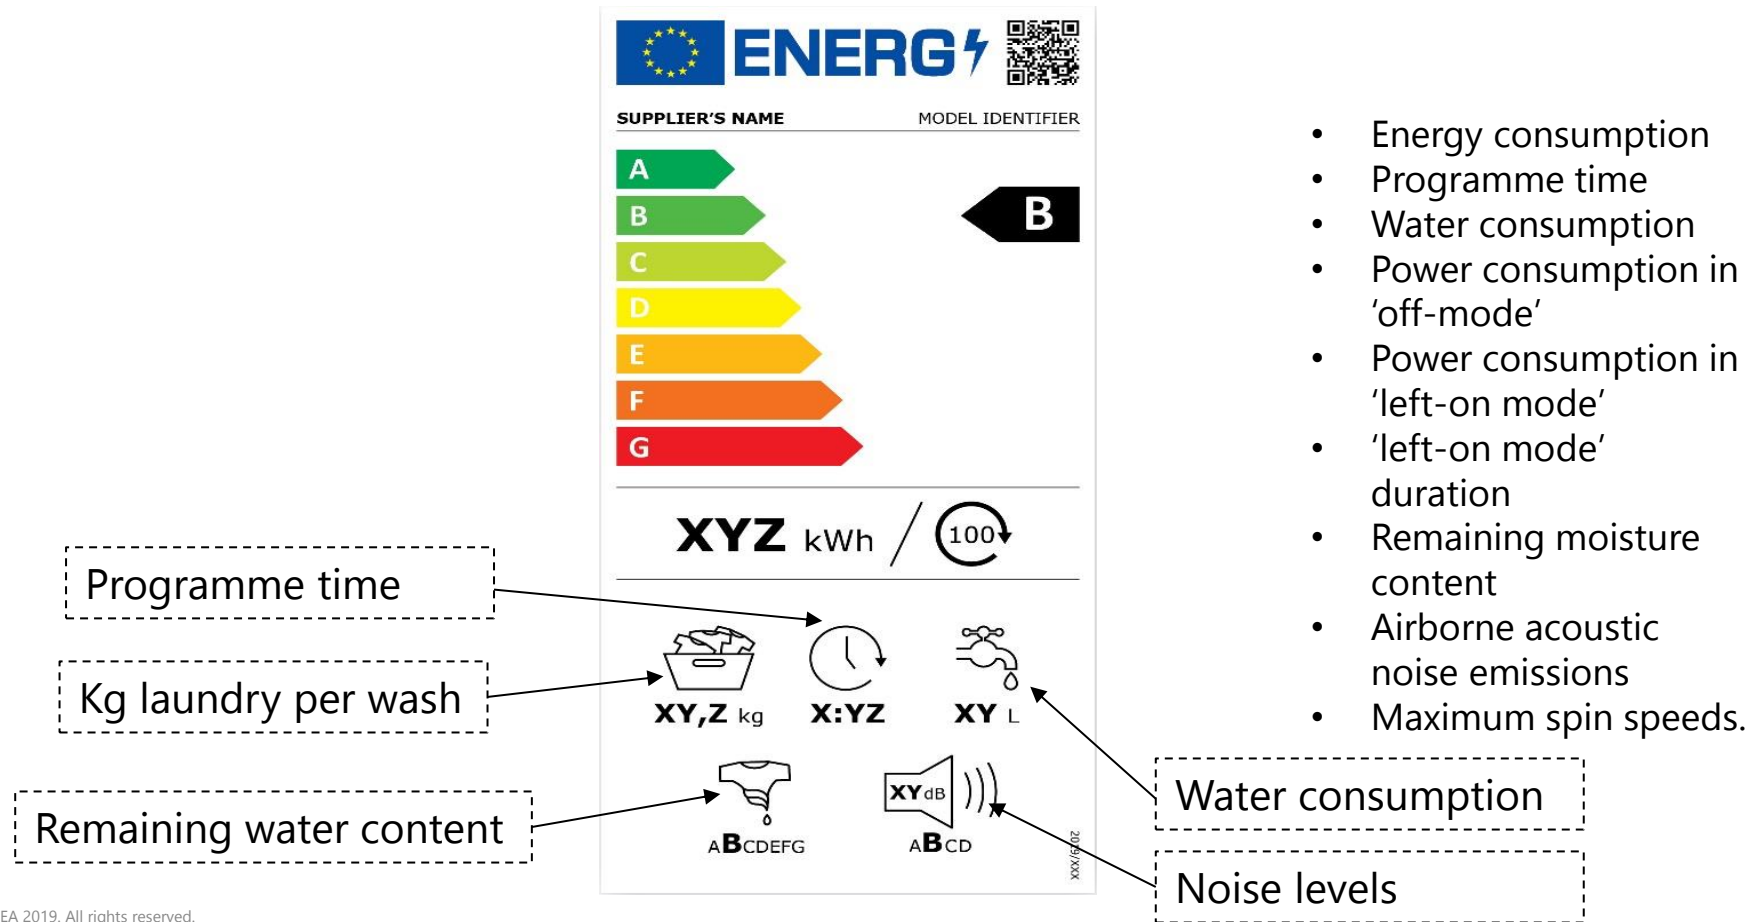 ENERG
SUPPLIER'S NAME
MODEL IDENTIFIER
A
B
C
D
E
F
G
B
XYZ kWh / 100
Programme time
Kg laundry per wash
Remaining water content
XY,Z kg
X:YZ
XY L
XY dB
ABCDEFG
ABCD
Water consumption
Noise levels
• Energy consumption
• Programme time
• Water consumption
• Power consumption in
‘off-mode’
• Power consumption in
‘left-on mode’
• ‘left-on mode’
duration
• Remaining moisture
content
• Airborne acoustic
noise emissions
• Maximum spin speeds.
EA 2019. All rights reserved.